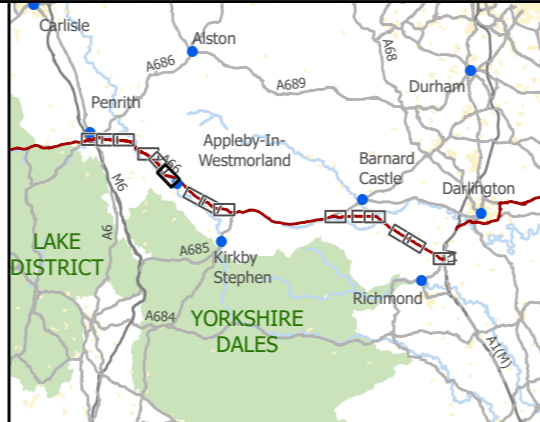 Carlisle
Alston
A686
A68
A689
Durham
Penrith
Appleby-In-
Westmorland
A66
Barnard
Castle
Darlington
M6
LAKE
DISTRICT
A6
A685
Kirkby
Stephen
Richmond
A684
YORKSHIRE
DALES
A1(M)